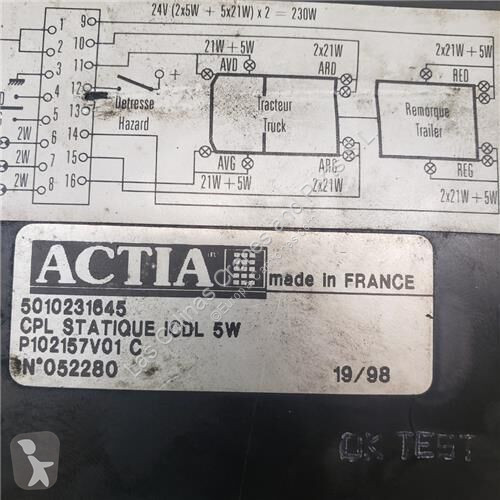 24V (2x5W + 5x21W) x 2 = 230W
1 9
2 10
3 11
4 12
5 13
6 14
7 15
8 16
2W
2W
2W
+
Détresse
Hazard
21W+5W
AVD
2x21W
ARD
Tracteur
Truck
AVG
21W+5W
ARG
2x21W
2x21W+5W
RED
Remorque
Trailer
REG
2x21W+5W
ACTIA
made in FRANCE
5010231645
CPL STATIQUE ICDL 5W
P102157V01 C
N°052280
19/98
OK TEST